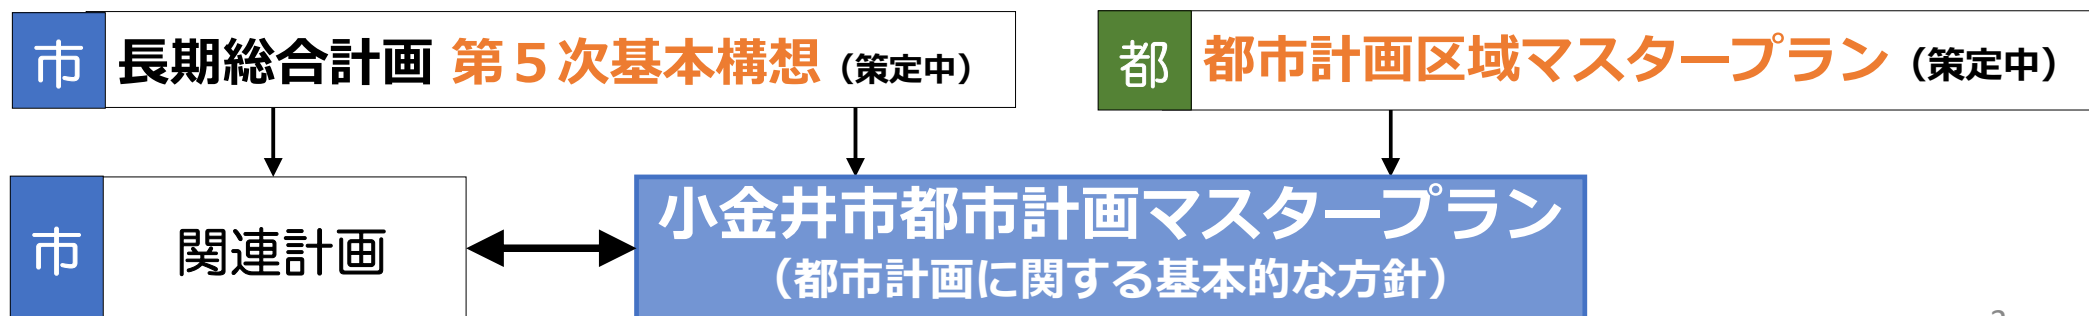 市 長期総合計画 第５次基本構想（策定中）
都 都市計画区域マスタープラン（策定中）
市 関連計画
小金井市都市計画マスタープラン
（都市計画に関する基本的な方針）